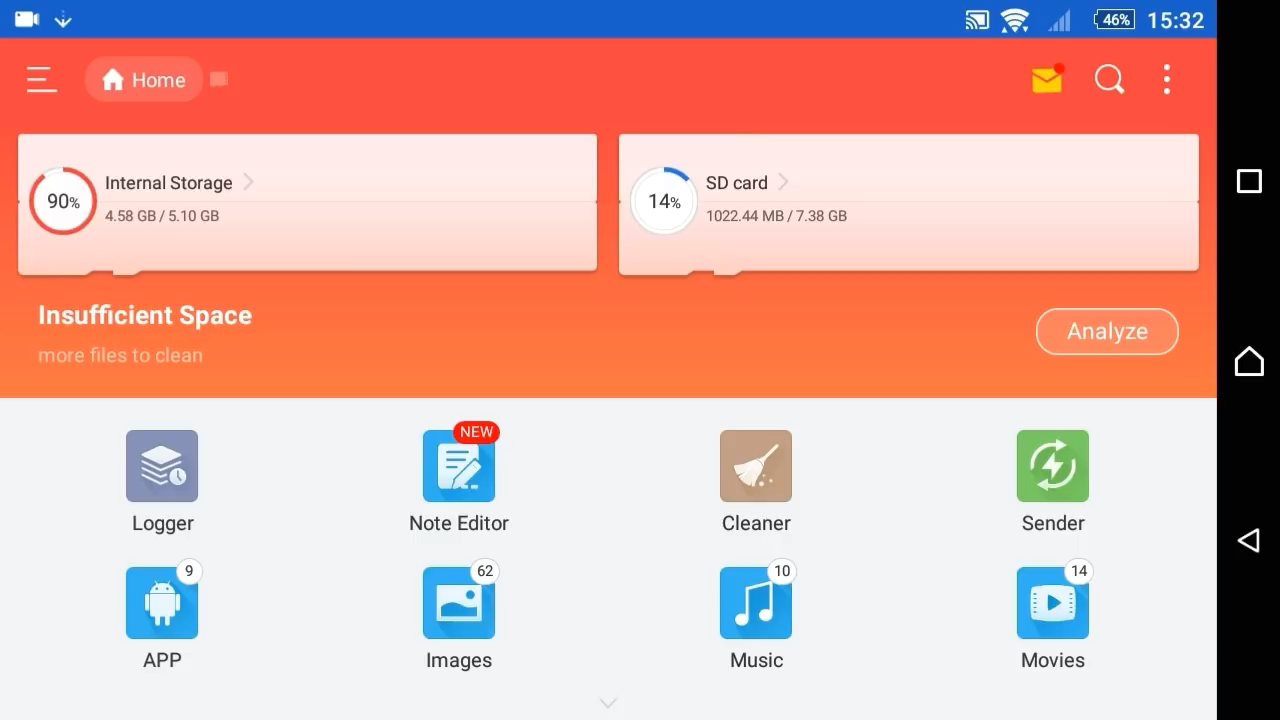 46% 15:32
Home
90% Internal Storage
4.58 GB / 5.10 GB
14% SD card
1022.44 MB / 7.38 GB
Insufficient Space
more files to clean
Analyze
NEW
Logger Note Editor Cleaner Sender
9 62 10 14
APP Images Music Movies